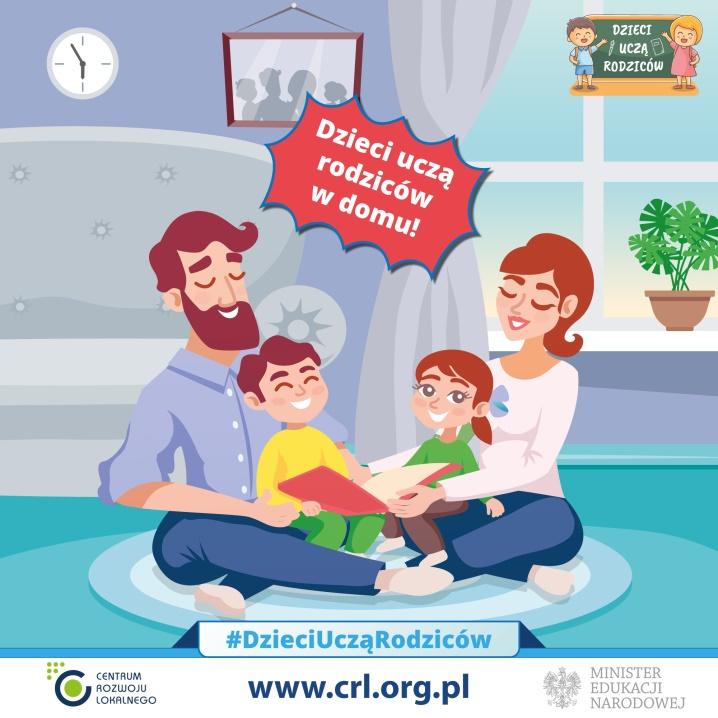 DZIECI
UCZĄ
RODZICÓW
Dzieci uczą
rodziców
w domu!
#DzieciUcząRodziców
CENTRUM
ROZWOJU
LOKALNEGO
www.crl.org.pl
MINISTER
EDUKACJI
NARODOWEJ